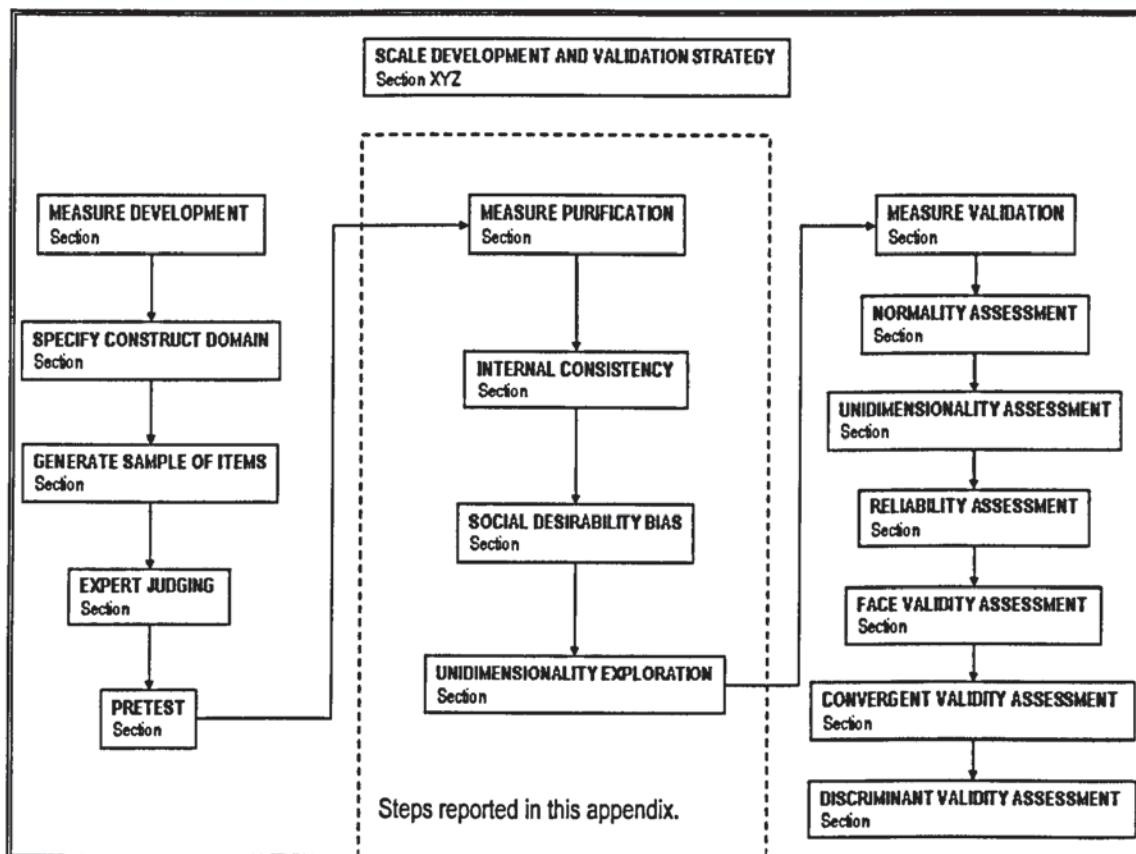 SCALE DEVELOPMENT AND VALIDATION STRATEGY
Section XYZ
MEASURE DEVELOPMENT
Section
SPECIFY CONSTRUCT DOMAIN
Section
GENERATE SAMPLE OF ITEMS
Section
EXPERT JUDGING
Section
PRETEST
Section
MEASURE PURIFICATION
Section
INTERNAL CONSISTENCY
Section
SOCIAL DESIRABILITY BIAS
Section
UNIDIMENSIONALITY EXPLORATION
Section
Steps reported in this appendix.
MEASURE VALIDATION
Section
NORMALITY ASSESSMENT
Section
UNIDIMENSIONALITY ASSESSMENT
Section
RELIABILITY ASSESSMENT
Section
FACE VALIDITY ASSESSMENT
Section
CONVERGENT VALIDITY ASSESSMENT
Section
DISCRIMINANT VALIDITY ASSESSMENT
Section